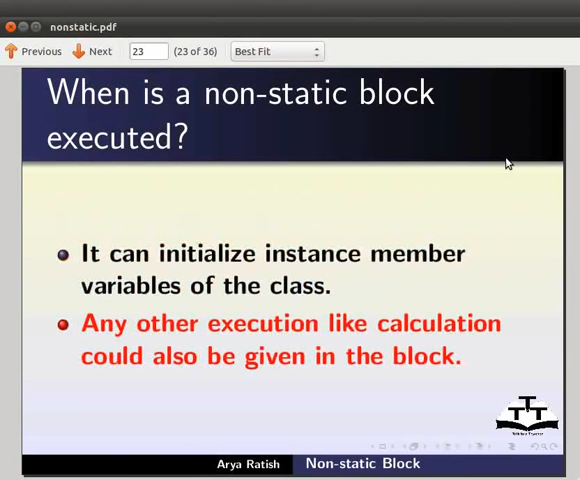 nonstatic.pdf
Previous Next 23 (23 of 36) Best Fit
When is a non-static block
executed?
It can initialize instance member
variables of the class.
Any other execution like calculation
could also be given in the block.
Arya Ratish Non-static Block